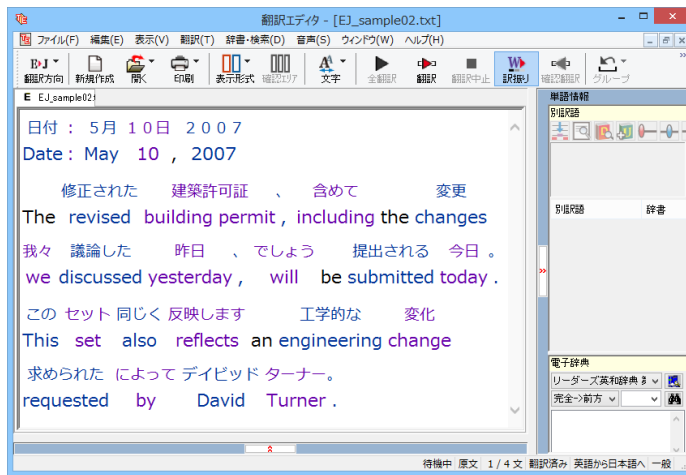 翻訳エディタ - [EJ_sample02.txt]
ファイル(F) 編集(E) 表示(V) 翻訳(T) 辞書・検索(D) 音声(S) ウィンドウ(W) ヘルプ(H)
E▶J
翻訳方向 新規作成 開く 印刷 表示形式 確認エリア 文字 全翻訳 翻訳 翻訳中止 訳振り 確認翻訳 グループ
E EJ_sample02.t
単語情報
別訳語
日付 : 5月 10日 2007
Date : May 10 , 2007
修正された 建築許可証 、 含めて 変更
The revised building permit , including the changes
別訳語 辞書
我々 議論した 昨日 、 でしょう 提出される 今日 。
we discussed yesterday , will be submitted today .
この セット 同じく 反映します 工学的な 変化
This set also reflects an engineering change
求められた によって デイビッド ターナー。
requested by David Turner .
電子辞典
リーダーズ英和辞典
完全->前方
待機中 原文 1 / 4 文 翻訳済み 英語から日本語へ 一般